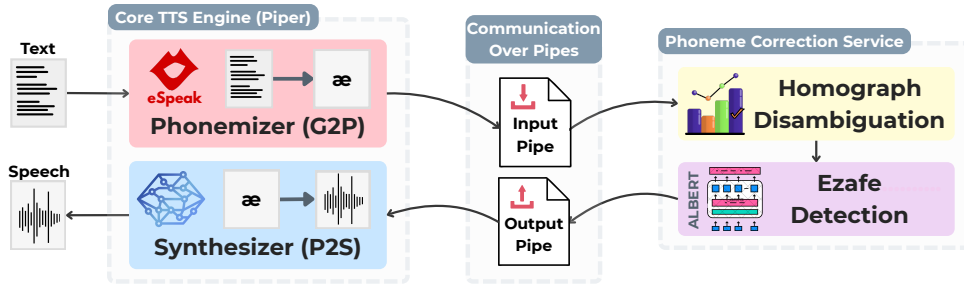 Core TTS Engine (Piper)
Text
eSpeak
æ
Phonemizer (G2P)
Speech
æ
Synthesizer (P2S)
Communication
Over Pipes
Input
Pipe
Output
Pipe
Phoneme Correction Service
Homograph
Disambiguation
ALBERT
Ezafe
Detection